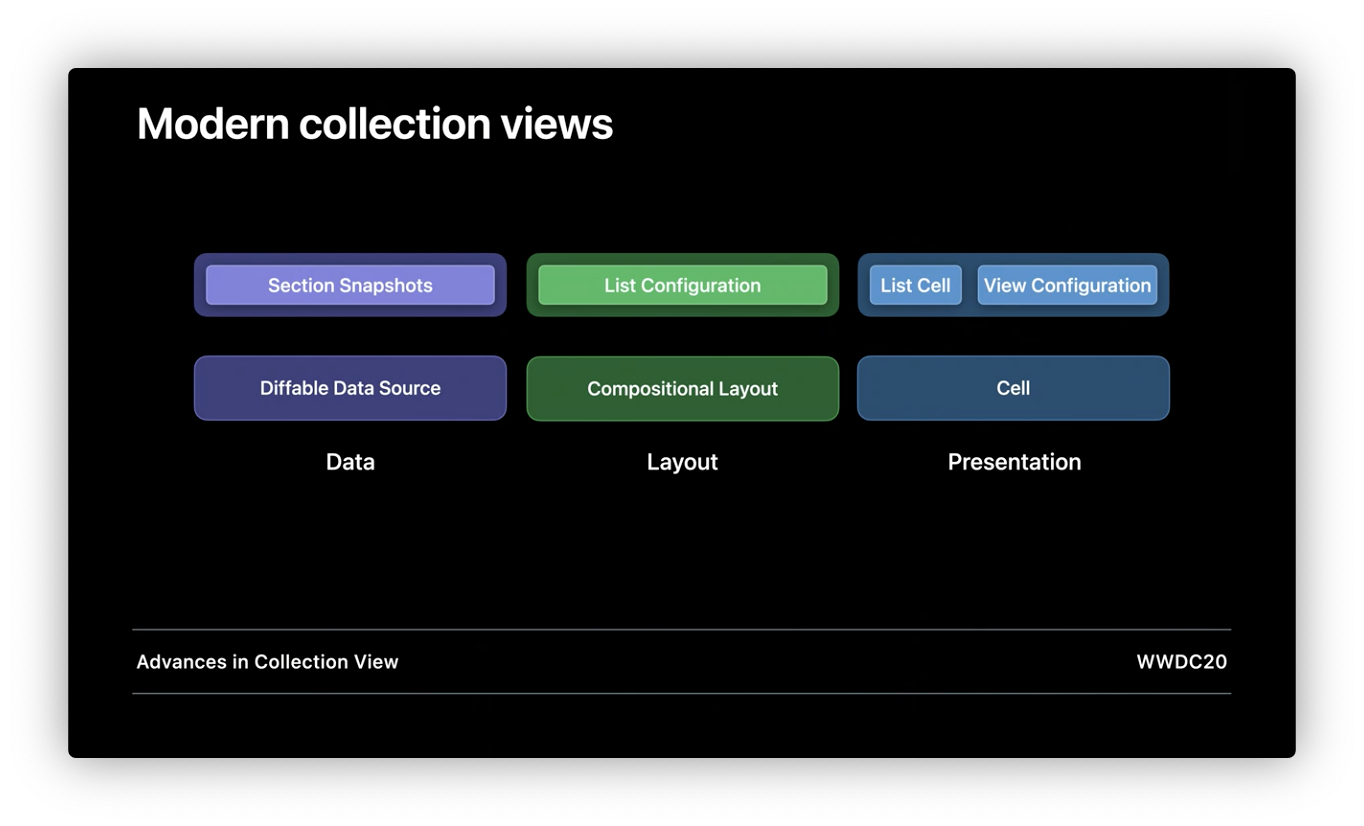 Modern collection views
Section Snapshots
List Configuration
List Cell
View Configuration
Diffable Data Source
Compositional Layout
Cell
Data
Layout
Presentation
Advances in Collection View
WWDC20